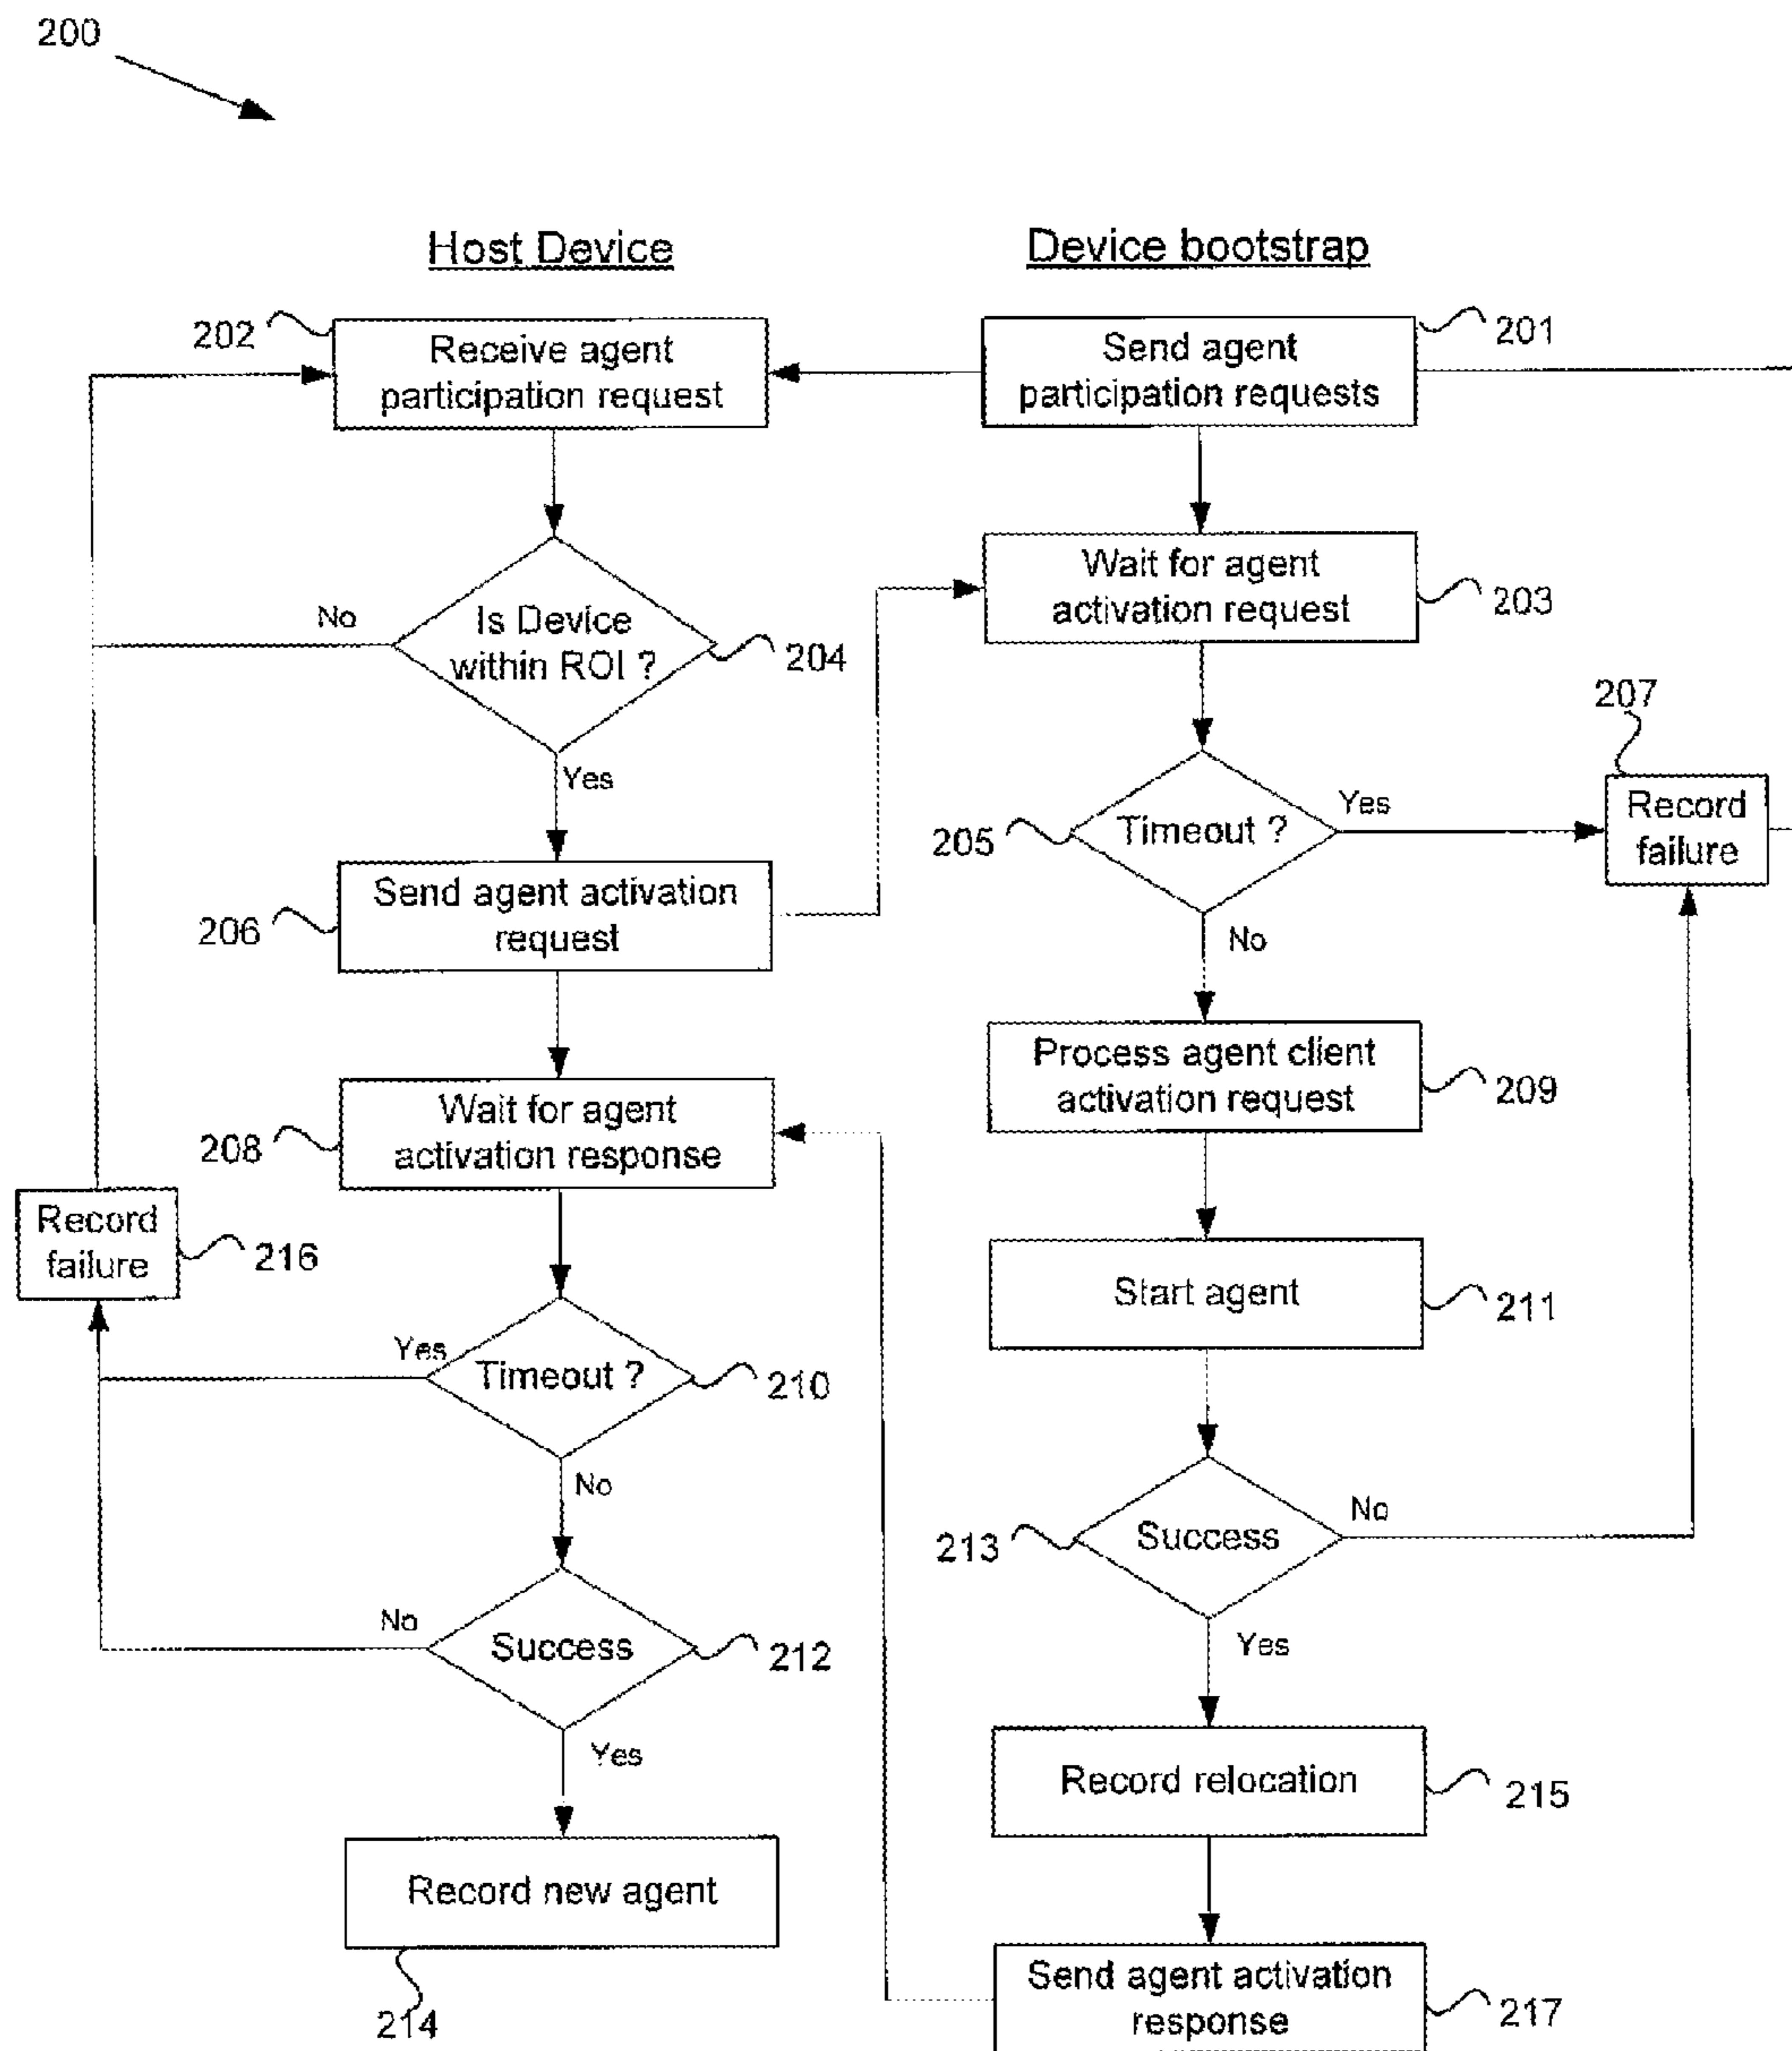 200
Host Device
Device bootstrap
202
Receive agent
participation request
Send agent
participation requests
201
Is Device
within ROI ?
No
204
Yes
Wait for agent
activation request
203
205
Timeout ?
Yes
No
207
Record
failure
206
Send agent activation
request
Process agent client
activation request
209
208
Wait for agent
activation response
Record
failure
216
Start agent
211
Yes
Timeout ?
210
No
213
Success
No
Yes
No
Success
212
Yes
Record relocation
215
Record new agent
214
Send agent activation
response
217